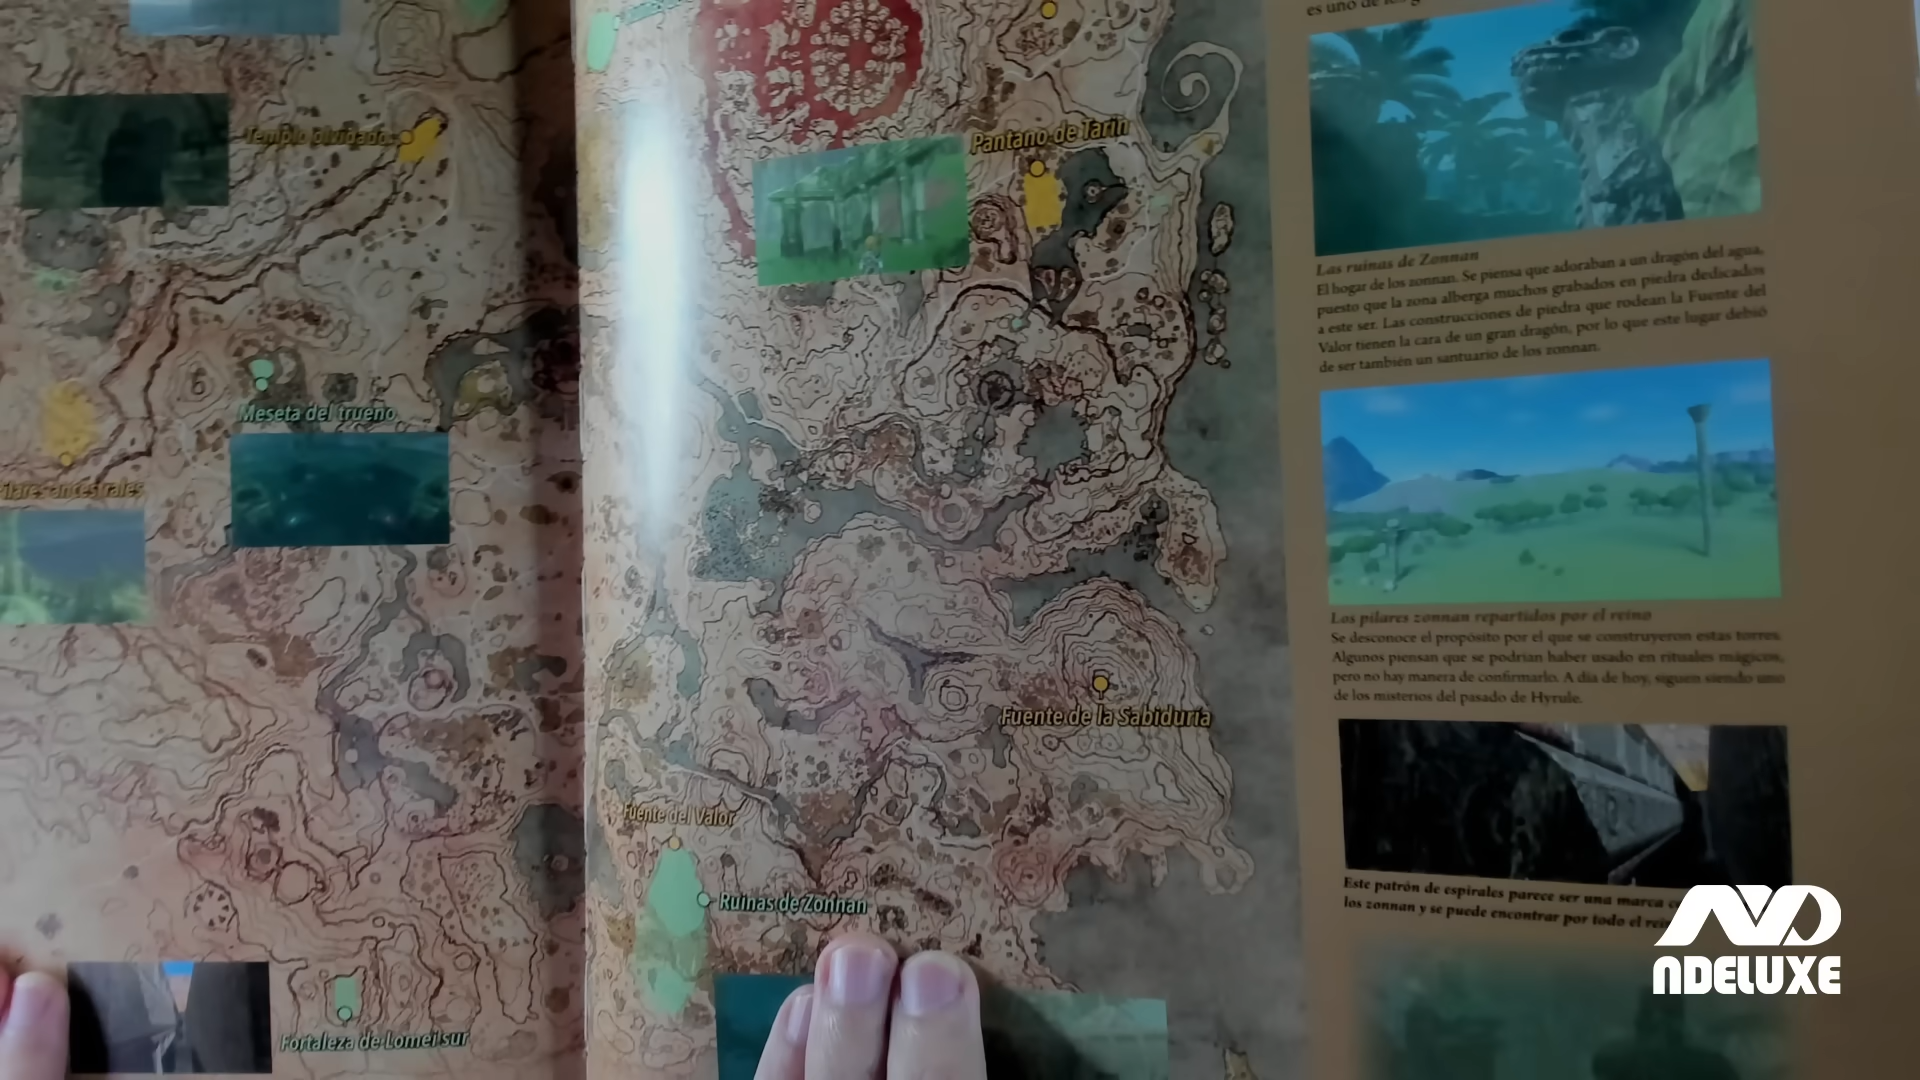 es uno de los
Templo olvidado
Pantano de Tarin
Meseta del trueno
Pilares ancestrales
Fuente de la Sabiduría
Fuente del Valor
Ruinas de Zonnan
Fortaleza de Lomei sur
Las ruinas de Zonnan
El hogar de los zonnan. Se piensa que adoraban a un dragón del agua,
puesto que la zona alberga muchos grabados en piedra dedicados
a este ser. Las construcciones de piedra que rodean la Fuente del
Valor tienen la cara de un gran dragón, por lo que este lugar debió
de ser también un santuario de los zonnan.
Los pilares zonnan repartidos por el reino
Se desconoce el propósito por el que se construyeron estas torres.
Algunos piensan que se podrían haber usado en rituales mágicos,
pero no hay manera de confirmarlo. A día de hoy, siguen siendo uno
de los misterios del pasado de Hyrule.
Este patrón de espirales parece ser una marca
los zonnan y se puede encontrar por todo el
NDELUXE